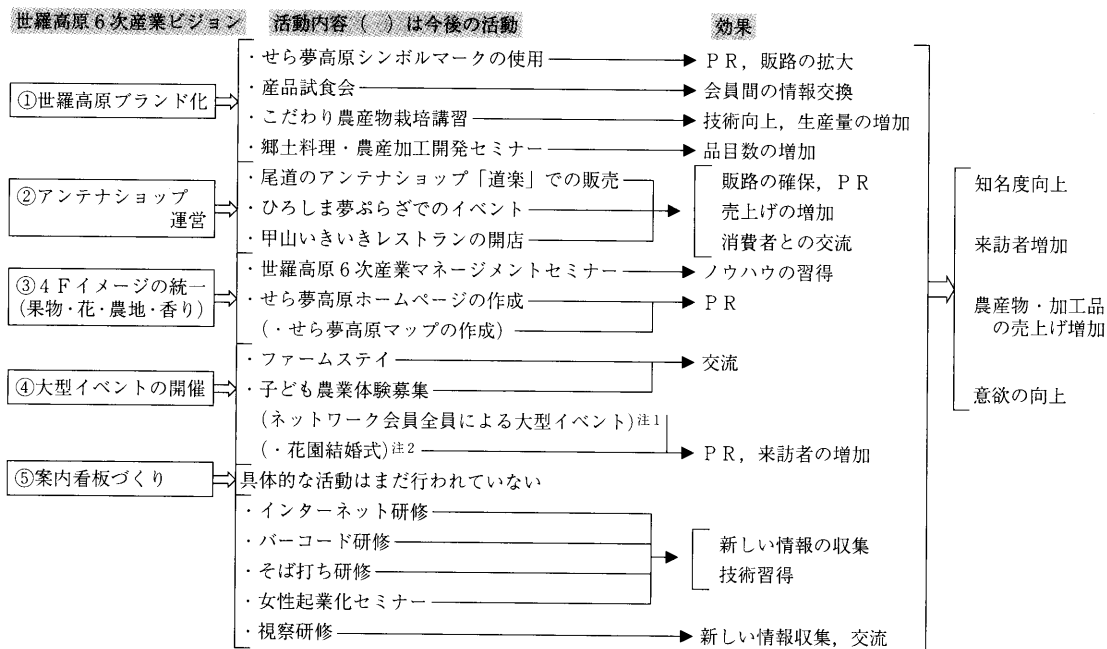 世羅高原6次産業ビジョン　活動内容（　）は今後の活動　効果
①世羅高原ブランド化
・せら夢高原シンボルマークの使用　PR，販路の拡大
・産品試食会　会員間の情報交換
・こだわり農産物栽培講習　技術向上，生産量の増加
・郷土料理・農産加工開発セミナー　品目数の増加
②アンテナショップ
運営
・尾道のアンテナショップ「道楽」での販売
・ひろしま夢ぷらざでのイベント
・甲山いきいきレストランの開店
販路の確保，PR
売上げの増加
消費者との交流
③4Fイメージの統一
(果物・花・農地・香り)
・世羅高原6次産業マネージメントセミナー　ノウハウの習得
・せら夢高原ホームページの作成　PR
(・せら夢高原マップの作成)
④大型イベントの開催
・ファームステイ　交流
・子ども農業体験募集
(ネットワーク会員全員による大型イベント)注1
(・花園結婚式)注2　PR，来訪者の増加
⑤案内看板づくり
具体的な活動はまだ行われていない
・インターネット研修
・バーコード研修
・そば打ち研修
・女性起業化セミナー
新しい情報の収集
技術習得
・視察研修　新しい情報収集，交流
知名度向上
来訪者増加
農産物・加工品
の売上げ増加
意欲の向上